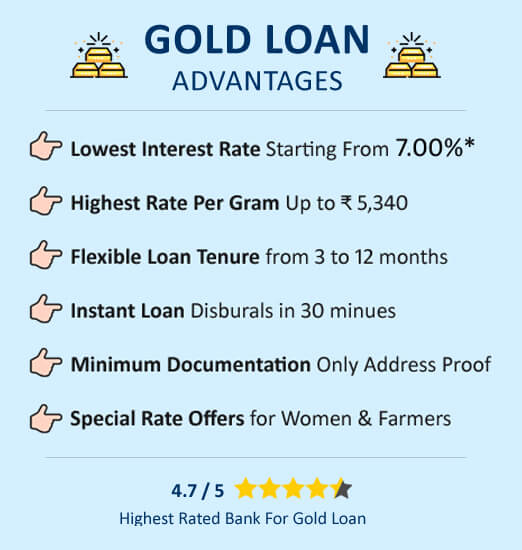 GOLD LOAN
ADVANTAGES
Lowest Interest Rate Starting From 7.00%*
Highest Rate Per Gram Up to ₹ 5,340
Flexible Loan Tenure from 3 to 12 months
Instant Loan Disburals in 30 minues
Minimum Documentation Only Address Proof
Special Rate Offers for Women & Farmers
4.7 / 5
Highest Rated Bank For Gold Loan